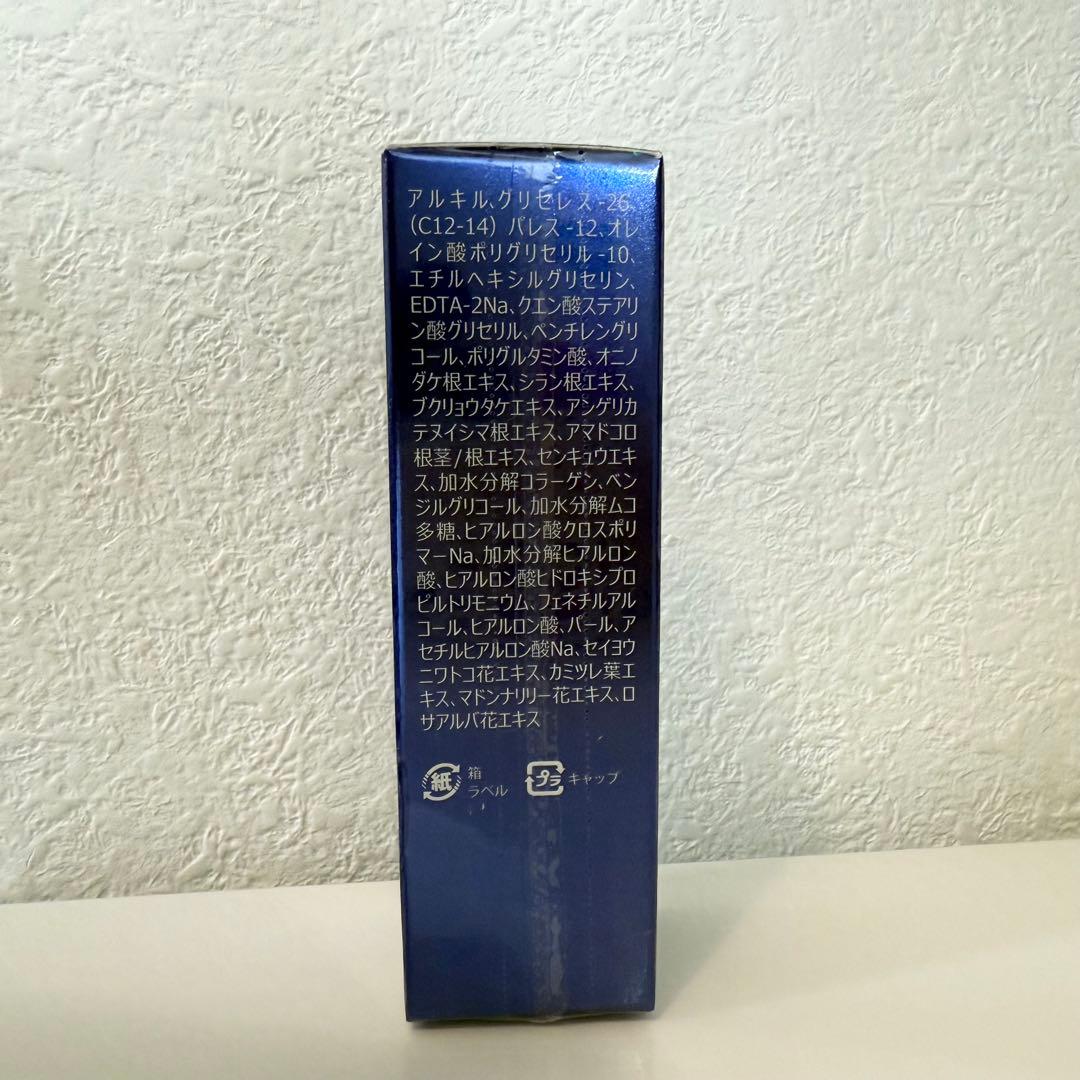 アルキル、グリセレス-26、
(C12-14) パレス-12、オレ
イン酸ポリグリセリル-10、
エチルヘキシルグリセリン、
EDTA-2Na、クエン酸ステアリ
ン酸グリセリル、ペンチレングリ
コール、ポリグルタミン酸、オニノ
ダケ根エキス、シラン根エキス、
ブクリョウタケエキス、アンゲリカ
テヌイシマ根エキス、アマドコロ
根茎/根エキス、センキュウエキ
ス、加水分解コラーゲン、ベン
ジルグリコール、加水分解ムコ
多糖、ヒアルロン酸クロスポリ
マーNa、加水分解ヒアルロン
酸、ヒアルロン酸ヒドロキシプロ
ピルトリモニウム、フェネチルアル
コール、ヒアルロン酸、パール、ア
セチルヒアルロン酸Na、セイヨウ
ニワトコ花エキス、カミツレ葉エ
キス、マドンナリリー花エキス、ロ
サアルバ花エキス
紙 箱
ラベル
プラ キャップ